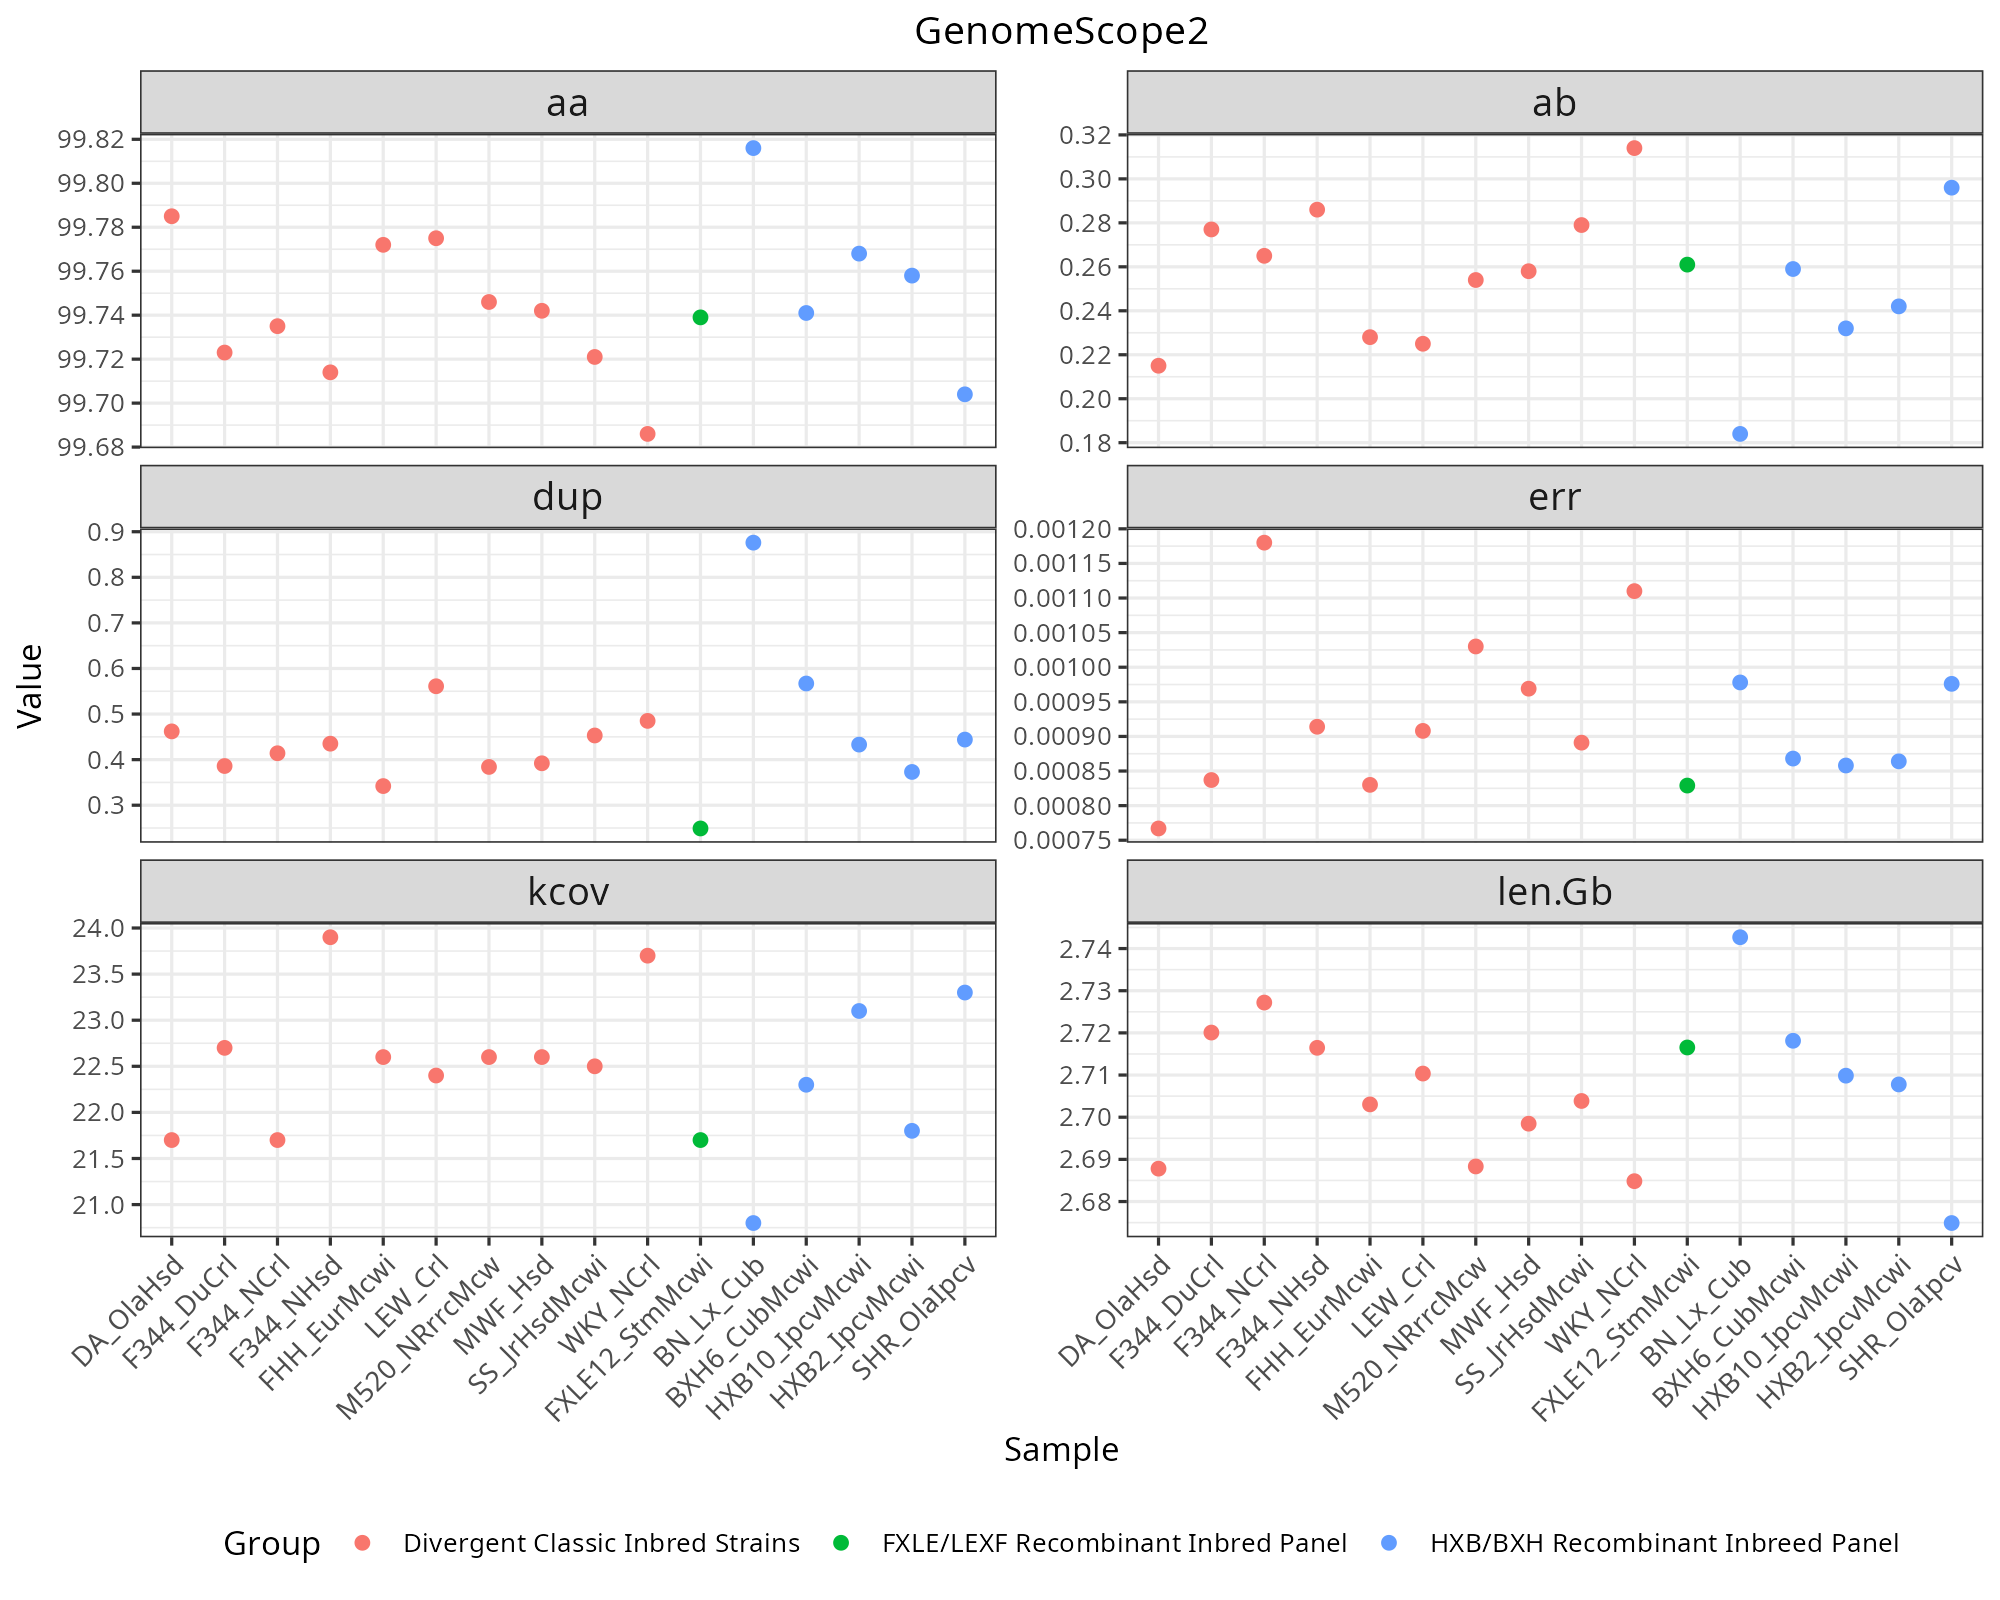 GenomeScope2
aa
99.82
99.80
99.78
99.76
99.74
99.72
99.70
99.68
ab
0.32
0.30
0.28
0.26
0.24
0.22
0.20
0.18
dup
0.9
0.8
0.7
0.6
0.5
0.4
0.3
err
0.00120
0.00115
0.00110
0.00105
0.00100
0.00095
0.00090
0.00085
0.00080
0.00075
kcov
24.0
23.5
23.0
22.5
22.0
21.5
21.0
len.Gb
2.74
2.73
2.72
2.71
2.70
2.69
2.68
Value
DA_OlaHsd
F344_DuCrl
F344_NCrl
F344_NHsd
FHH_EurMcwi
LEW_Crl
M520_NRrrcMcw
MWF_Hsd
SS_JrHsdMcwi
WKY_NCrl
FXLE12_StmMcwi
BN_Lx_Cub
BXH6_CubMcwi
HXB10_IpcvMcwi
HXB2_IpcvMcwi
SHR_OlaIpcv
DA_OlaHsd
F344_DuCrl
F344_NCrl
F344_NHsd
FHH_EurMcwi
LEW_Crl
M520_NRrrcMcw
MWF_Hsd
SS_JrHsdMcwi
WKY_NCrl
FXLE12_StmMcwi
BN_Lx_Cub
BXH6_CubMcwi
HXB10_IpcvMcwi
HXB2_IpcvMcwi
SHR_OlaIpcv
Sample
Group Divergent Classic Inbred Strains FXLE/LEXF Recombinant Inbred Panel HXB/BXH Recombinant Inbreed Panel